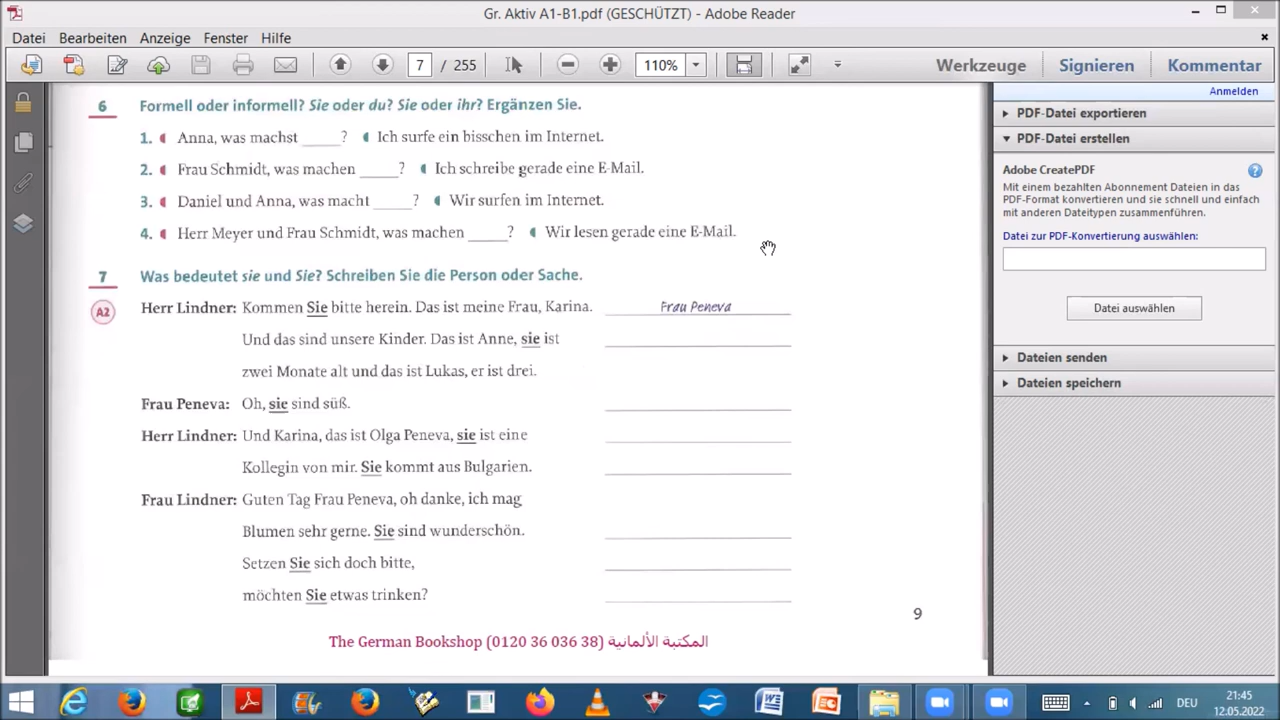 Gr. Aktiv A1-B1.pdf (GESCHÜTZT) - Adobe Reader
Datei Bearbeiten Anzeige Fenster Hilfe
7 / 255 110% Werkzeuge Signieren Kommentar
Anmelden
6 Formell oder informell? Sie oder du? Sie oder ihr? Ergänzen Sie.
1. Anna, was machst ____? Ich surfe ein bisschen im Internet.
2. Frau Schmidt, was machen ____? Ich schreibe gerade eine E-Mail.
3. Daniel und Anna, was macht ____? Wir surfen im Internet.
4. Herr Meyer und Frau Schmidt, was machen ____? Wir lesen gerade eine E-Mail.
7 Was bedeutet sie und Sie? Schreiben Sie die Person oder Sache.
A2
Herr Lindner: Kommen Sie bitte herein. Das ist meine Frau, Karina. Frau Peneva
Und das sind unsere Kinder. Das ist Anne, sie ist
zwei Monate alt und das ist Lukas, er ist drei.
Frau Peneva: Oh, sie sind süß.
Herr Lindner: Und Karina, das ist Olga Peneva, sie ist eine
Kollegin von mir. Sie kommt aus Bulgarien.
Frau Lindner: Guten Tag Frau Peneva, oh danke, ich mag
Blumen sehr gerne. Sie sind wunderschön.
Setzen Sie sich doch bitte,
möchten Sie etwas trinken?
9
The German Bookshop (0120 36 036 38) المكتبة الألمانية
PDF-Datei exportieren
PDF-Datei erstellen
Adobe CreatePDF
Mit einem bezahlten Abonnement Dateien in das
PDF-Format konvertieren und sie schnell und einfach
mit anderen Dateitypen zusammenführen.
Datei zur PDF-Konvertierung auswählen:
Datei auswählen
Dateien senden
Dateien speichern
DEU
21:45
12.05.2022